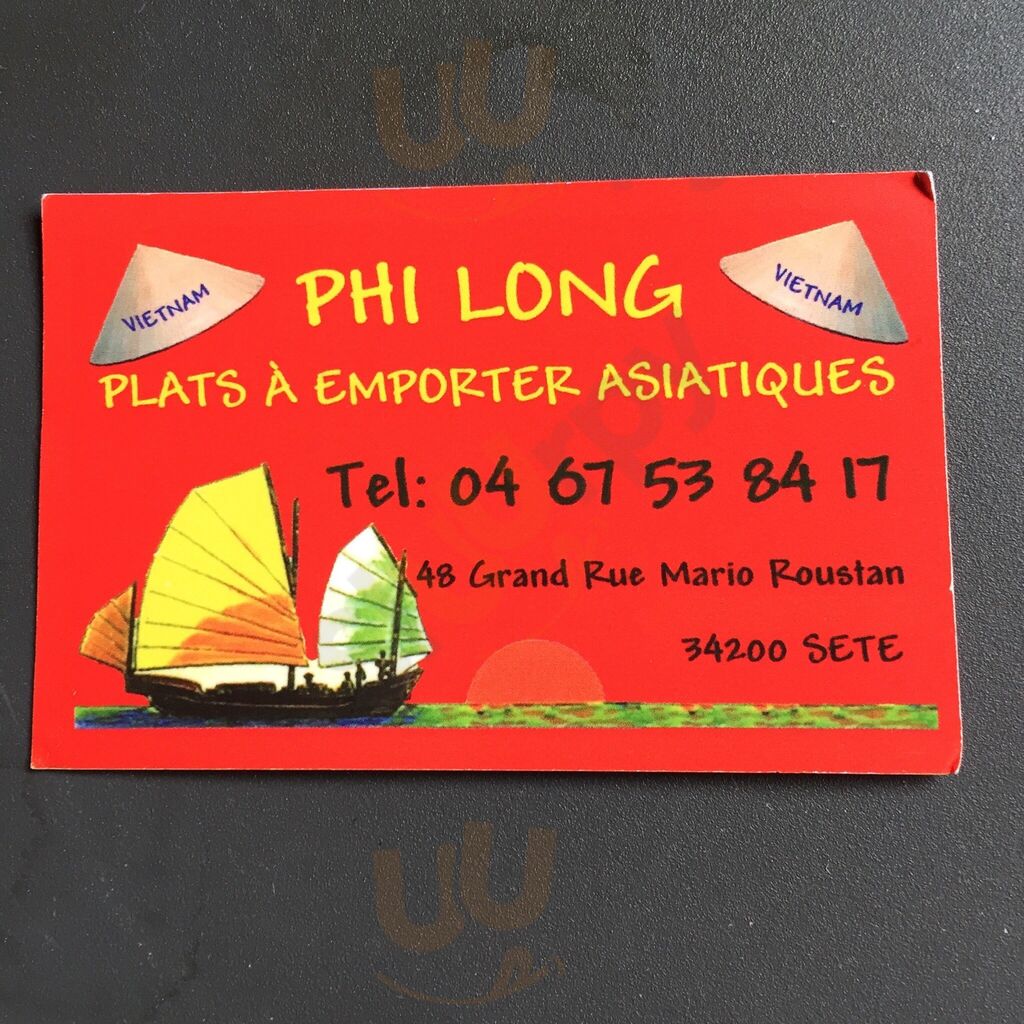 PHI LONG
VIETNAM
VIETNAM
PLATS À EMPORTER ASIATIQUES
Tel: 04 67 53 84 17
48 Grand Rue Mario Roustan
34200 SETE